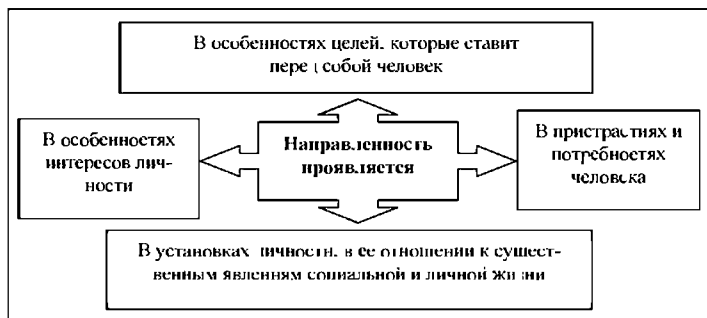 В особенностях целей, которые ставит
перед собой человек
В особенностях
интересов лич-
ности
Направленность
проявляется
В пристрастиях и
потребностях
человека
В установках личности, в ее отношении к сущест-
венным явлениям социальной и личной жизни